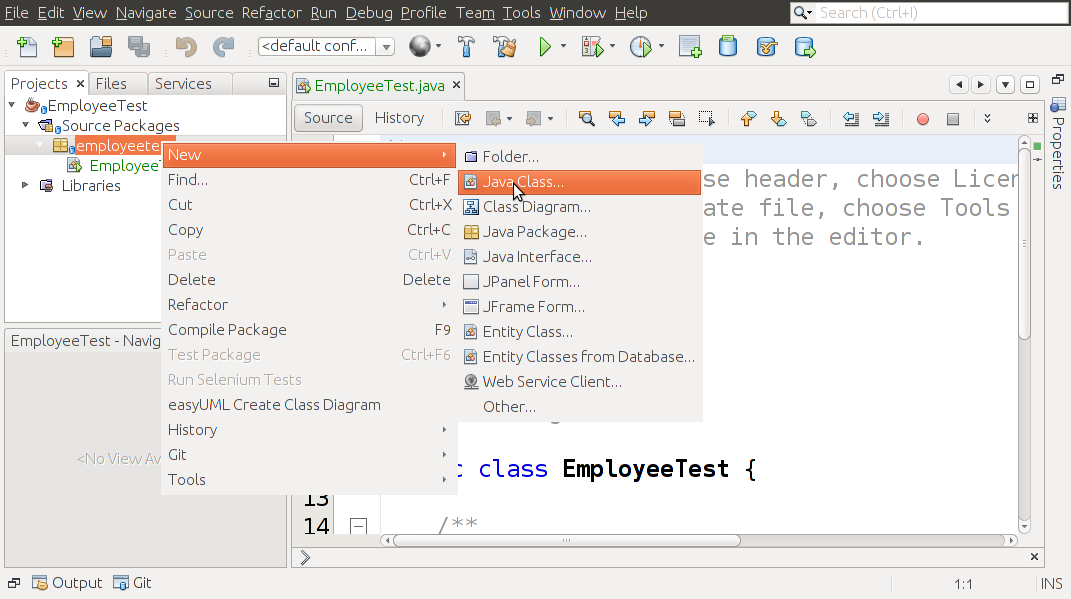 File Edit View Navigate Source Refactor Run Debug Profile Team Tools Window Help
Search (Ctrl+I)
<default conf...
Projects Files Services
EmployeeTest
Source Packages
employeete
Employee
Libraries
EmployeeTest - Navig
<No View Av
New
Find... Ctrl+F
Cut Ctrl+X
Copy Ctrl+C
Paste Ctrl+V
Delete Delete
Refactor
Compile Package F9
Test Package Ctrl+F6
Run Selenium Tests
easyUML Create Class Diagram
History
Git
Tools
Folder...
Java Class...
Class Diagram...
Java Package...
Java Interface...
JPanel Form...
JFrame Form...
Entity Class...
Entity Classes from Database...
Web Service Client...
Other...
EmployeeTest.java
Source History
se header, choose Licen
ate file, choose Tools
e in the editor.
c class EmployeeTest {
13
14 /**
Properties
Output Git
1:1 INS